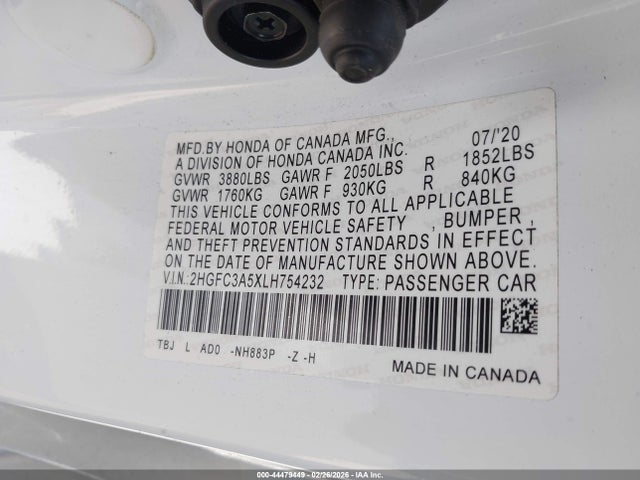 MFD.BY HONDA OF CANADA MFG., 07/'20
A DIVISION OF HONDA CANADA INC.
GVWR 3880LBS GAWR F 2050LBS R 1852LBS
GVWR 1760KG GAWR F 930KG R 840KG
THIS VEHICLE CONFORMS TO ALL APPLICABLE
FEDERAL MOTOR VEHICLE SAFETY , BUMPER ,
AND THEFT PREVENTION STANDARDS IN EFFECT
ON THE DATE OF MANUFACTURE SHOWN ABOVE.
V.I.N.: 2HGFC3A5XLH754232 TYPE: PASSENGER CAR
TBJ L AD0 -NH883P -Z -H
MADE IN CANADA
00-44479449 | 02/26/2026 | IAA Inc.